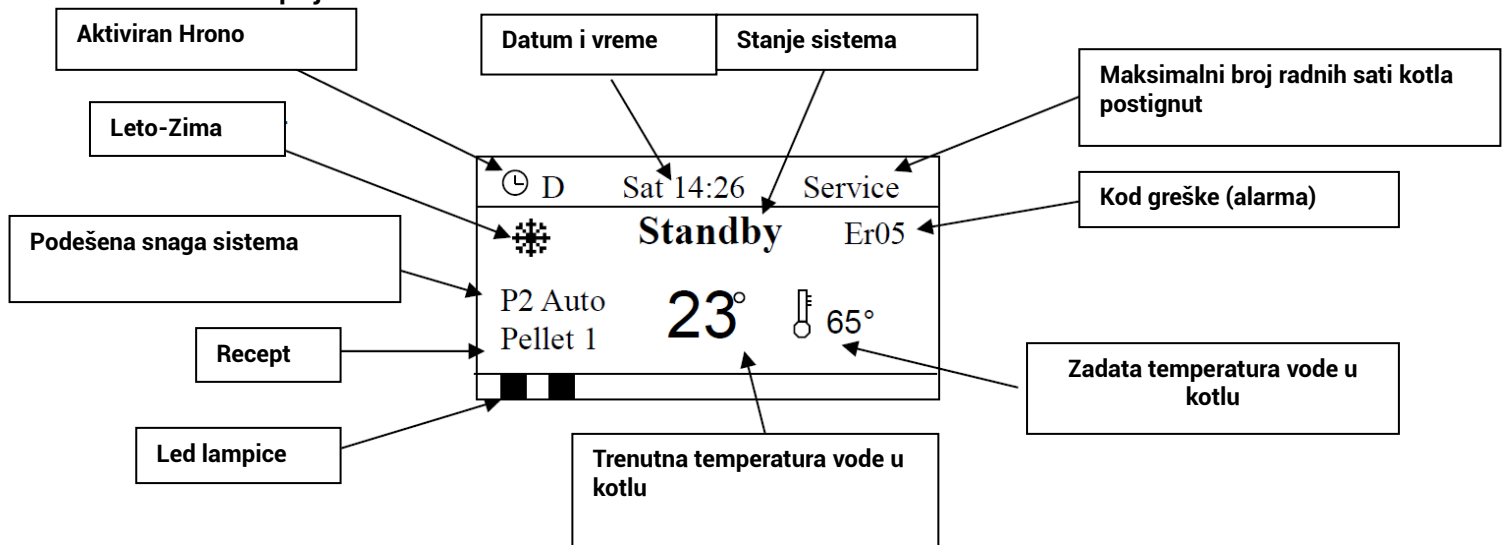 Aktiviran Hrono
Datum i vreme
Stanje sistema
Maksimalni broj radnih sati kotla
postignut
Leto-Zima
Kod greške (alarma)
Podešena snaga sistema
D
Sat 14:26
Service
Standby
Er05
P2 Auto
23°
65°
Pellet 1
Recept
Zadata temperatura vode u
kotlu
Led lampice
Trenutna temperatura vode u
kotlu